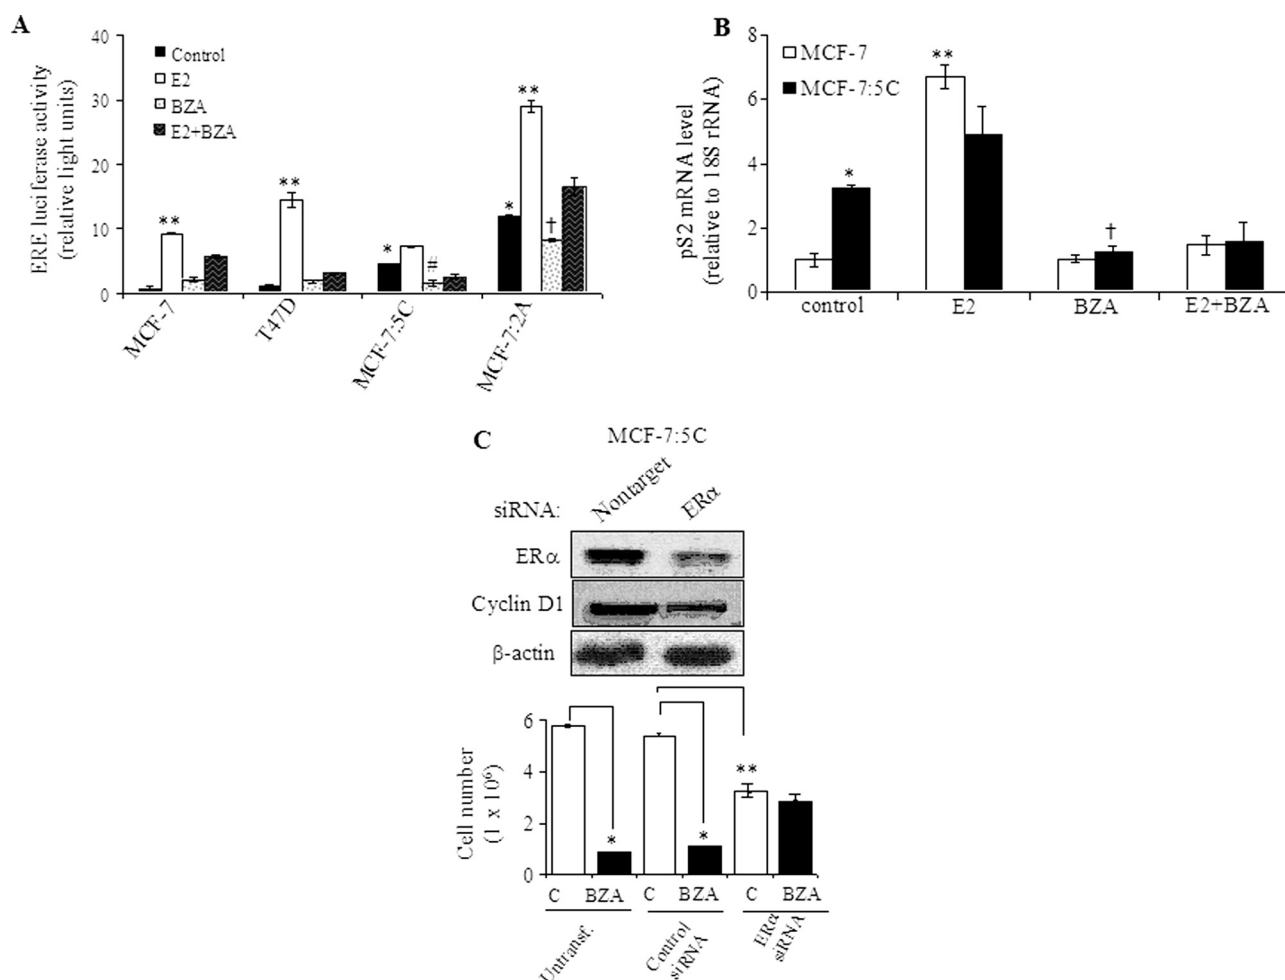 A
ERE luciferase activity
(relative light units)
40
30
20
10
0
Control
E2
BZA
E2+BZA
**
**
*
#
*
**
†
MCF-7
T47D
MCF-7:5C
MCF-7:2A
B
pS2 mRNA level
(relative to 18S rRNA)
8
6
4
2
0
MCF-7
MCF-7:5C
*
**
†
control
E2
BZA
E2+BZA
C
MCF-7:5C
siRNA:
Nontarget
ERα
ERα
Cyclin D1
β-actin
Cell number
(1 x 10⁶)
6
4
2
0
*
*
**
C
BZA
C
BZA
C
BZA
Untransf.
Control
siRNA
ERα
siRNA